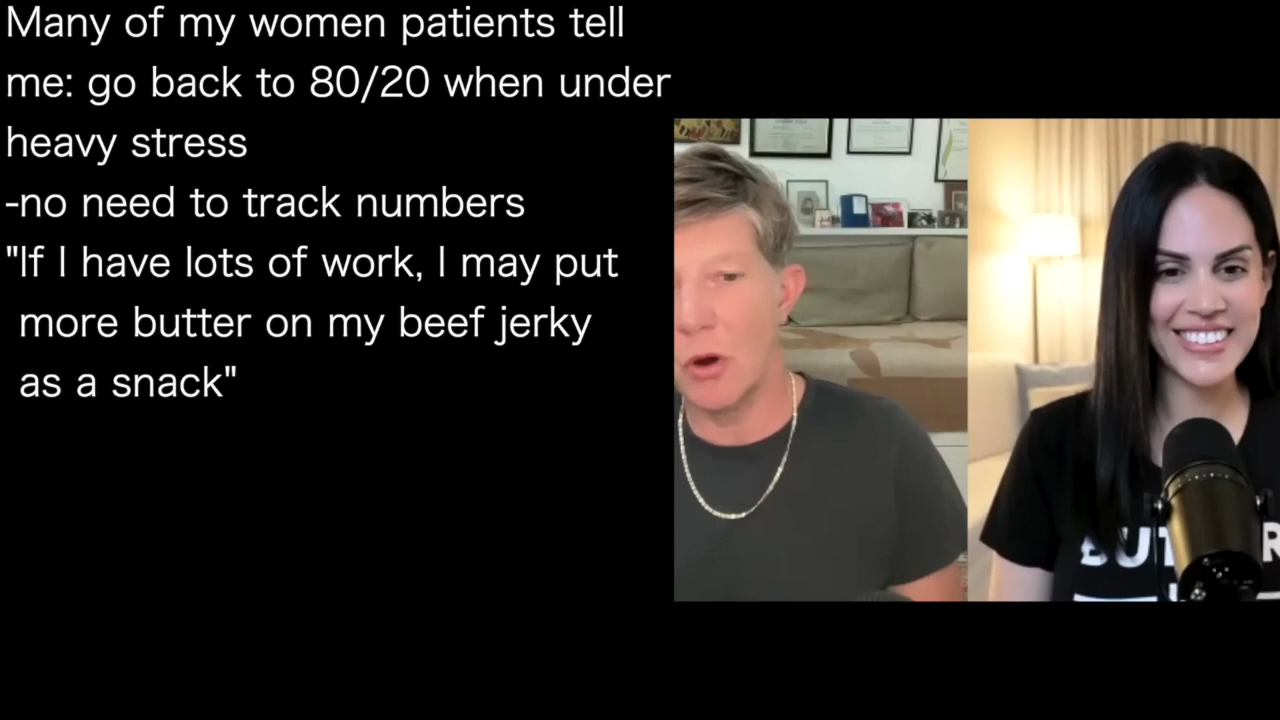 Many of my women patients tell
me: go back to 80/20 when under
heavy stress
-no need to track numbers
"If I have lots of work, I may put
more butter on my beef jerky
as a snack"